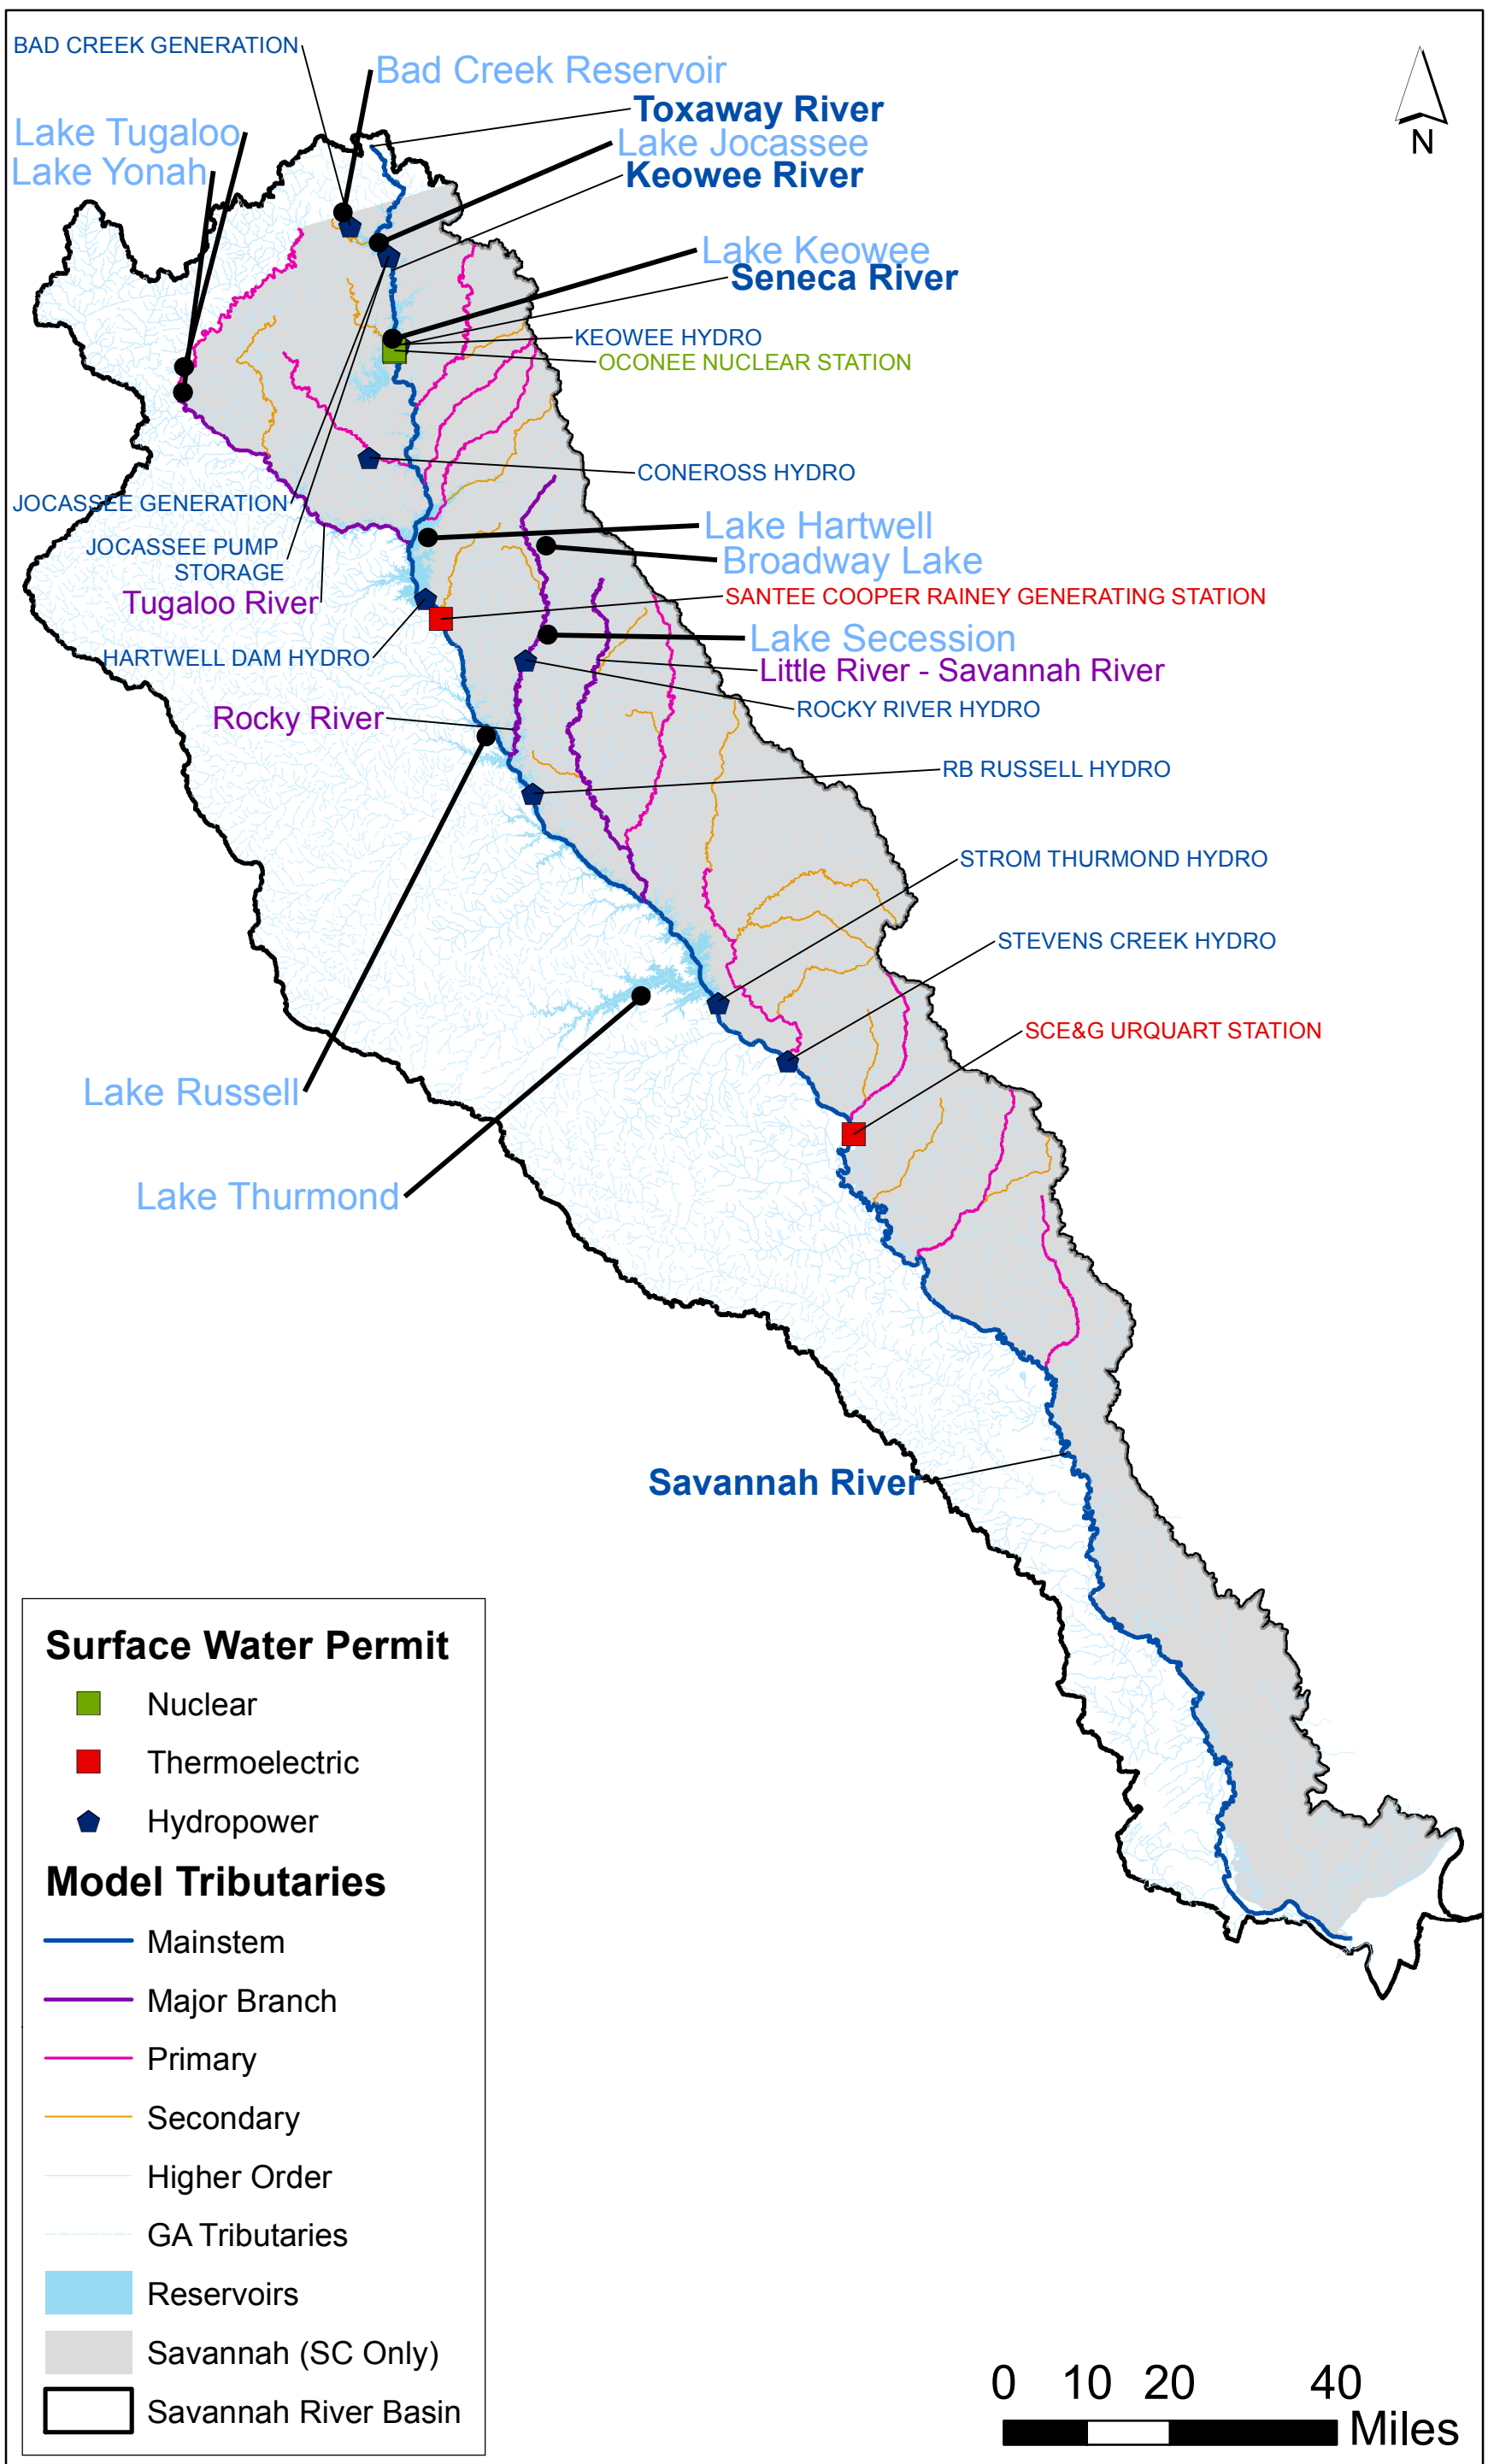 BAD CREEK GENERATION
Bad Creek Reservoir
Toxaway River
Lake Tugaloo
Lake Jocassee
Lake Yonah
Keowee River
N
Lake Keowee
Seneca River
KEOWEE HYDRO
OCONEE NUCLEAR STATION
CONEROSS HYDRO
JOCASSEE GENERATION
Lake Hartwell
JOCASSEE PUMP
STORAGE
Broadway Lake
Tugaloo River
SANTEE COOPER RAINEY GENERATING STATION
Lake Secession
HARTWELL DAM HYDRO
Little River - Savannah River
Rocky River
ROCKY RIVER HYDRO
RB RUSSELL HYDRO
STROM THURMOND HYDRO
STEVENS CREEK HYDRO
SCE&G URQUART STATION
Lake Russell
Lake Thurmond
Savannah River
Surface Water Permit
Nuclear
Thermoelectric
Hydropower
Model Tributaries
Mainstem
Major Branch
Primary
Secondary
Higher Order
GA Tributaries
Reservoirs
Savannah (SC Only)
Savannah River Basin
0 10 20 40
Miles